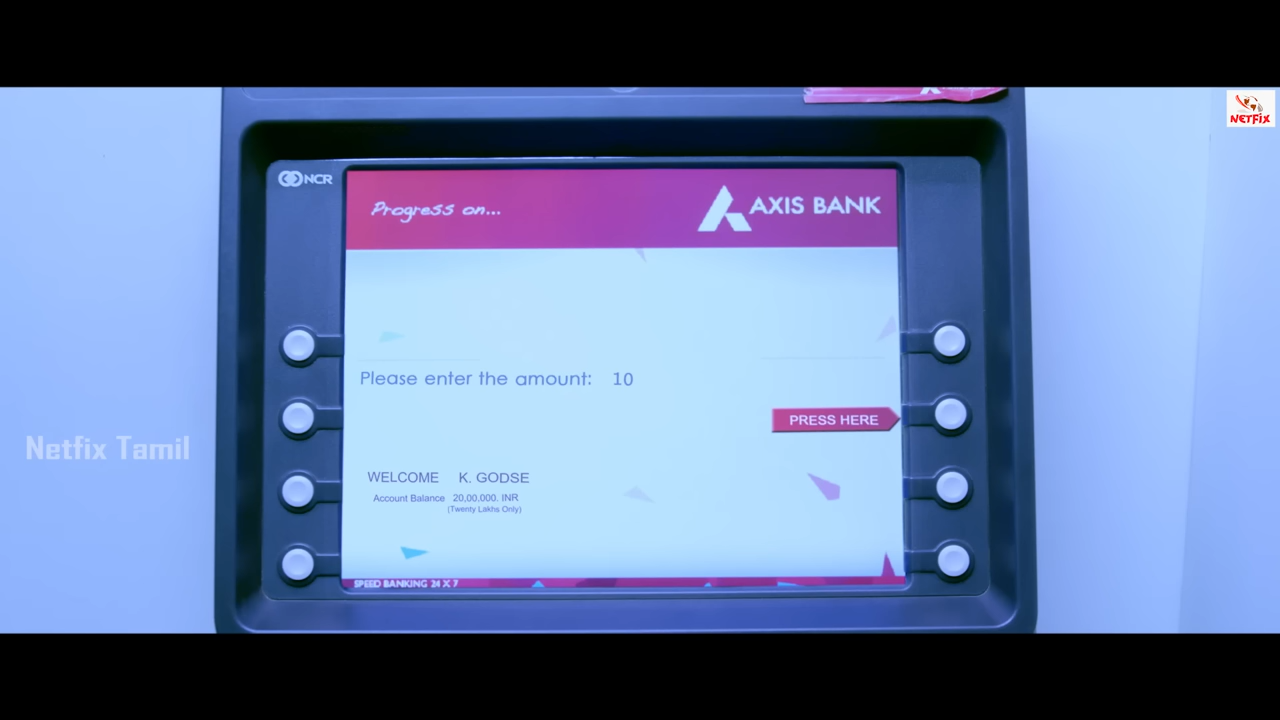 NETFIX
NCR
Progress on...
AXIS BANK
Please enter the amount: 10
PRESS HERE
Netfix Tamil
WELCOME K. GODSE
Account Balance 20,00,000. INR
(Twenty Lakhs Only)
SPEED BANKING 24 X 7